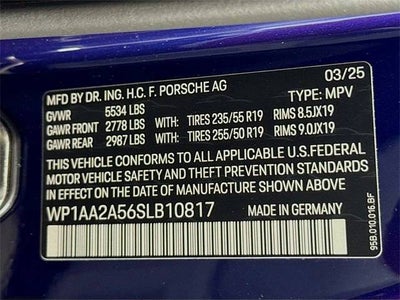 MFD BY DR. ING. H.C. F. PORSCHE AG 03/25
GVWR 5534 LBS TYPE: MPV
GAWR FRONT 2778 LBS WITH: TIRES 235/55 R19 RIMS 8.5JX19
GAWR REAR 2987 LBS WITH: TIRES 255/50 R19 RIMS 9.0JX19
THIS VEHICLE CONFORMS TO ALL APPLICABLE U.S.FEDERAL
MOTOR VEHICLE SAFETY AND THEFT PREVENTION STANDARDS
IN EFFECT ON THE DATE OF MANUFACTURE SHOWN ABOVE.
WP1AA2A56SLB10817 MADE IN GERMANY
95B.010.016.BF